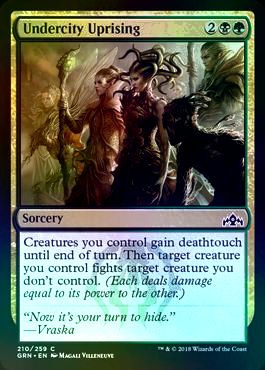 Undercity Uprising 2
Sorcery
Creatures you control gain deathtouch
until end of turn. Then target creature
you control fights target creature you
don't control. (Each deals damage
equal to its power to the other.)
"Now it's your turn to hide."
—Vraska
210/259 C
GRN • EN MAGALI VILLENEUVE
™ & © 2018 Wizards of the Coast